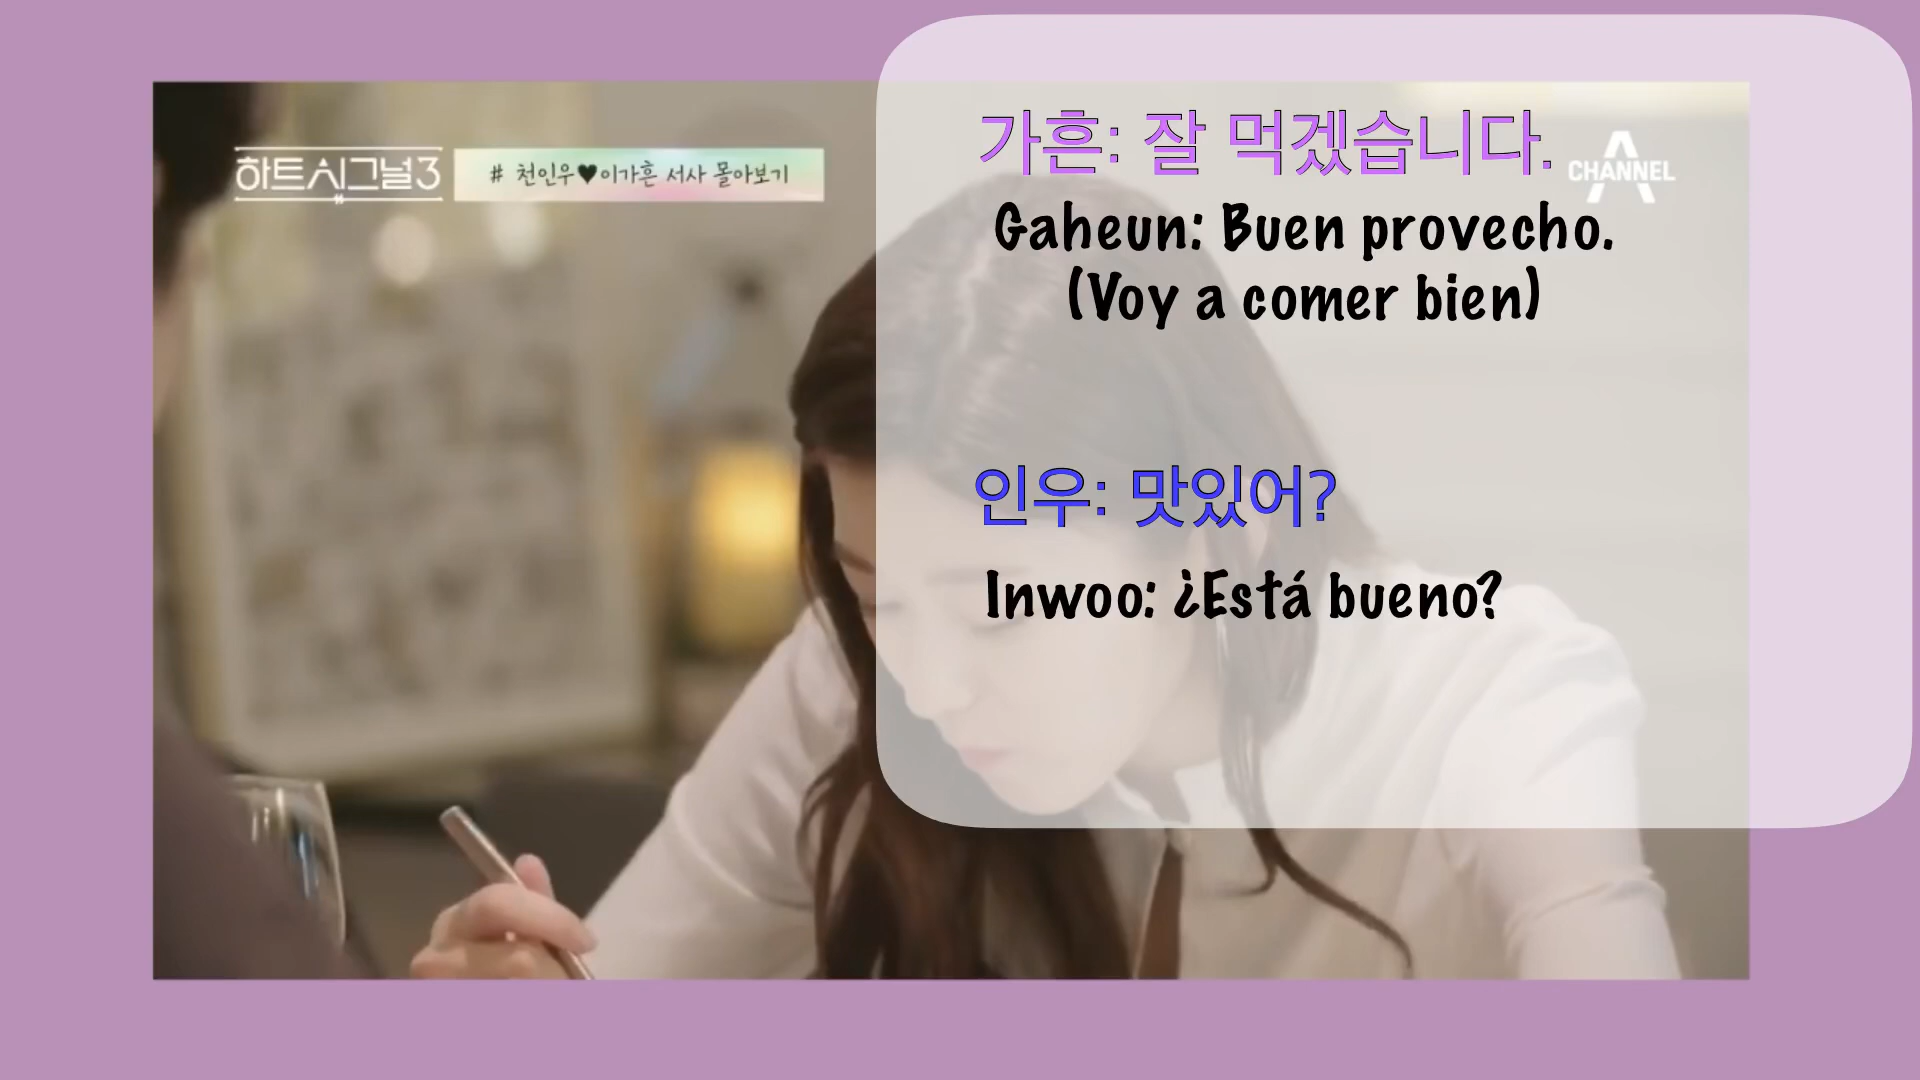 하트시그널3
# 천인우♥이가흔 서사 몰아보기
가흔: 잘 먹겠습니다.
CHANNEL A
Gaheun: Buen provecho.
(Voy a comer bien)
인우: 맛있어?
Inwoo: ¿Está bueno?